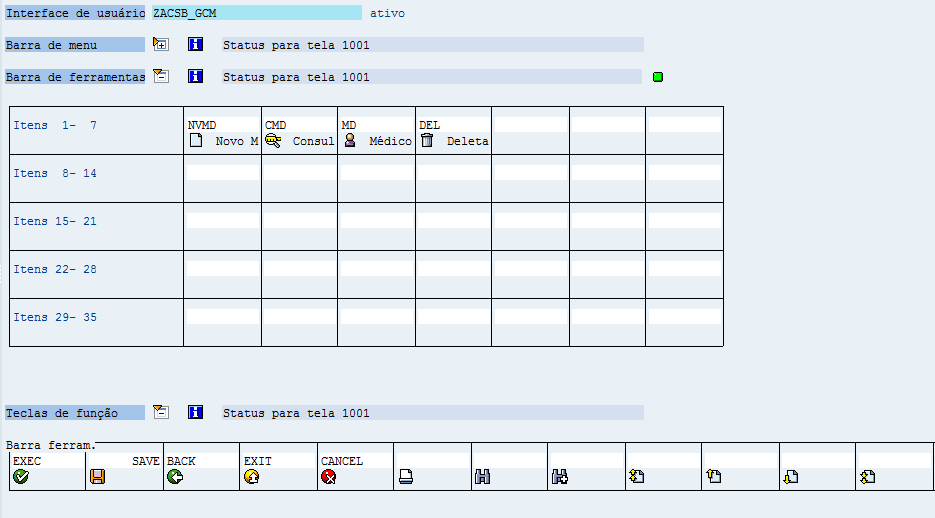 Interface de usuário ZACSB_GCM ativo
Barra de menu Status para tela 1001
Barra de ferramentas Status para tela 1001
Itens 1- 7 NVMD CMD MD DEL
Novo M Consul Médico Deleta
Itens 8- 14
Itens 15- 21
Itens 22- 28
Itens 29- 35
Teclas de função Status para tela 1001
Barra ferram.
EXEC SAVE BACK EXIT CANCEL